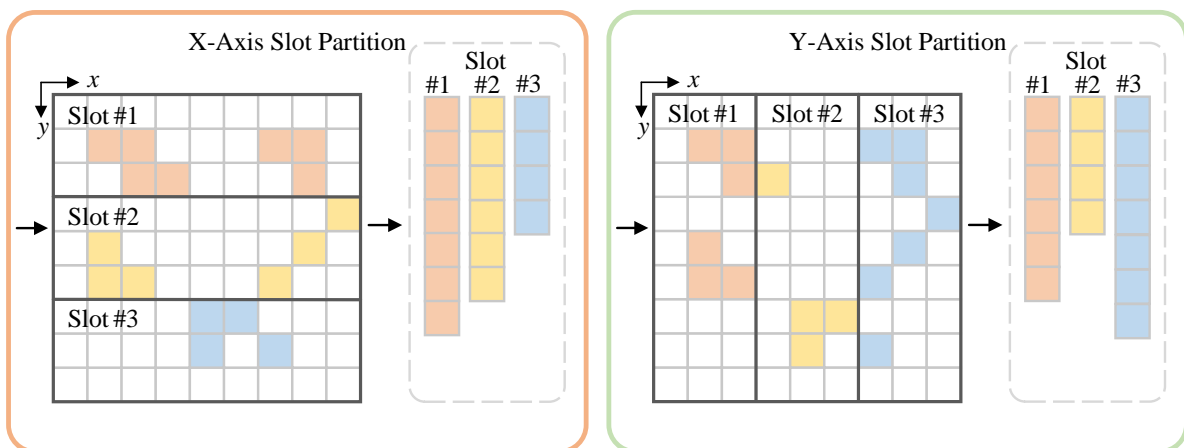 X-Axis Slot Partition
Slot
#1 #2 #3
x
y
Slot #1
Slot #2
Slot #3
Y-Axis Slot Partition
Slot
#1 #2 #3
x
y
Slot #1 Slot #2 Slot #3